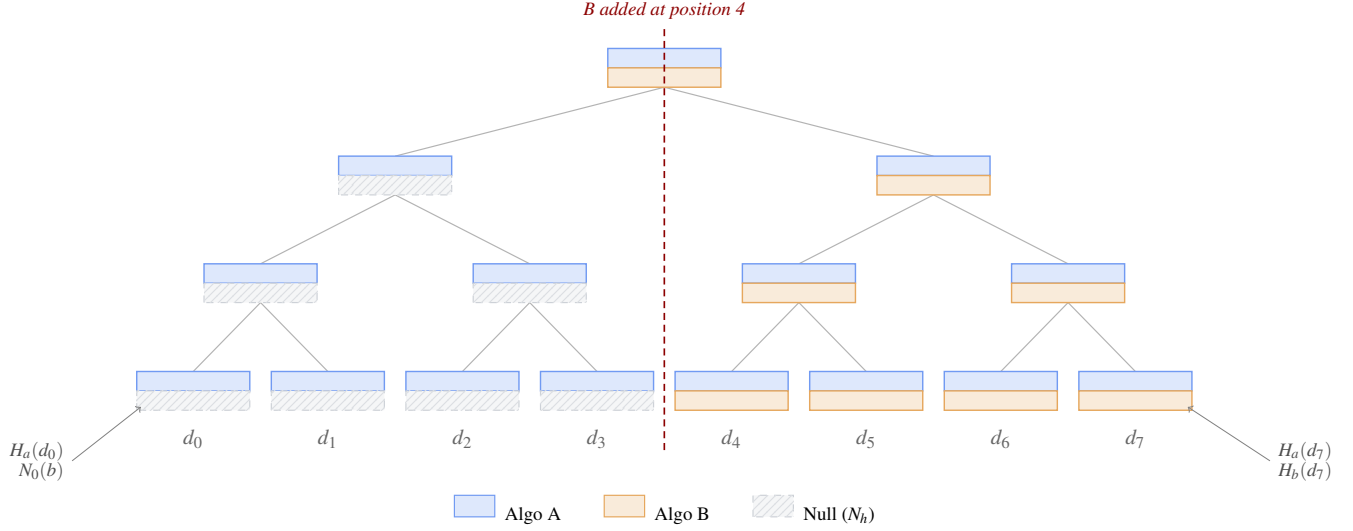 B added at position 4
d₀ d₁ d₂ d₃ d₄ d₅ d₆ d₇
Hₐ(d₀)
N₀(b)
Hₐ(d₇)
H_b(d₇)
Algo A Algo B Null (Nₕ)